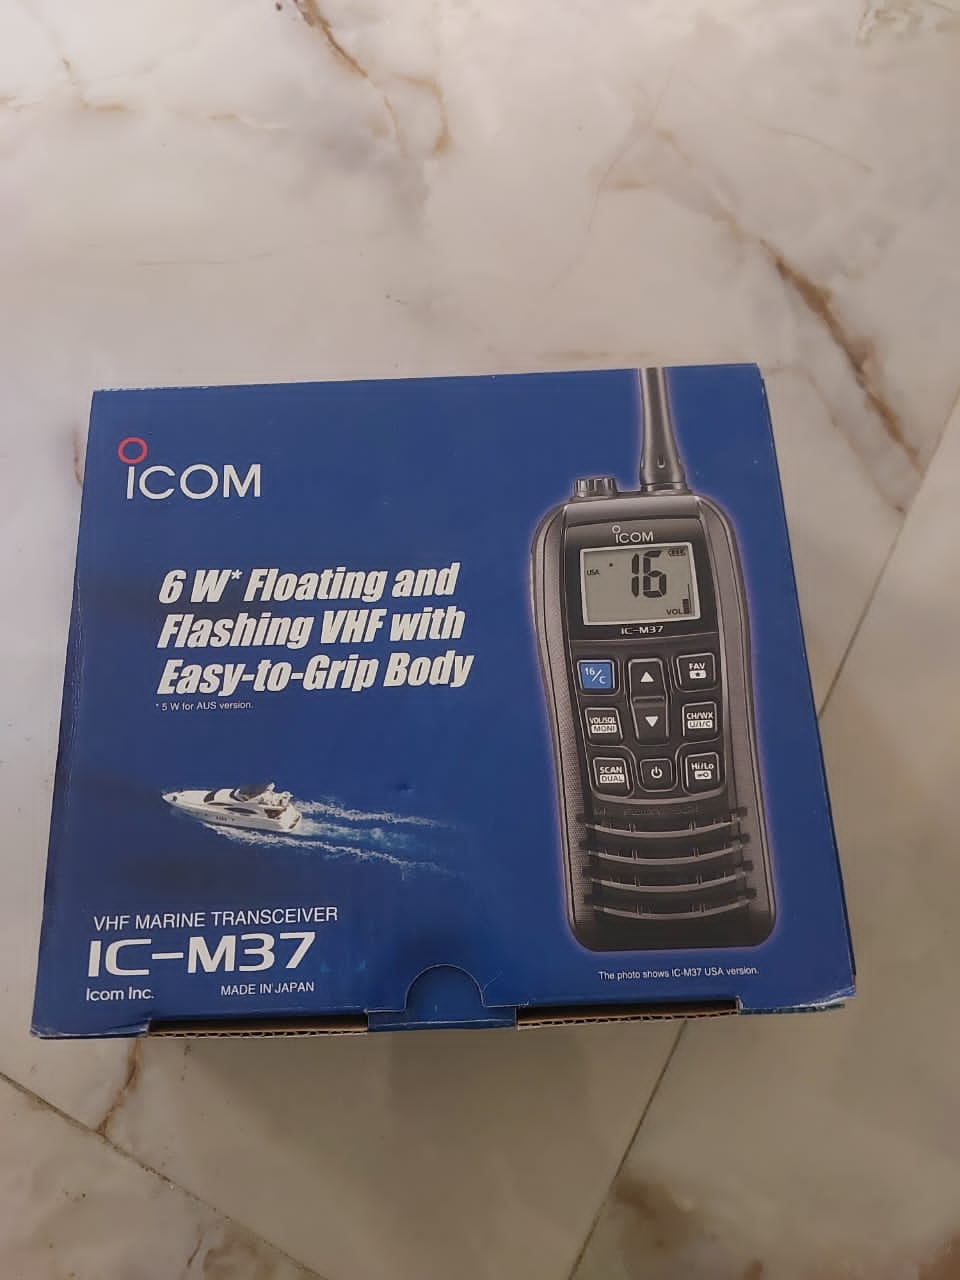 ICOM
6 W* Floating and
Flashing VHF with
Easy-to-Grip Body
* 5 W for AUS version.
VHF MARINE TRANSCEIVER
IC-M37
Icom Inc. MADE IN JAPAN
ICOM
USA 16
VOL
IC-M37
16/C
FAV
VOL/SQL
MONI
CH/WX
U/I/C
SCAN
DUAL
Hi/Lo
The photo shows IC-M37 USA version.